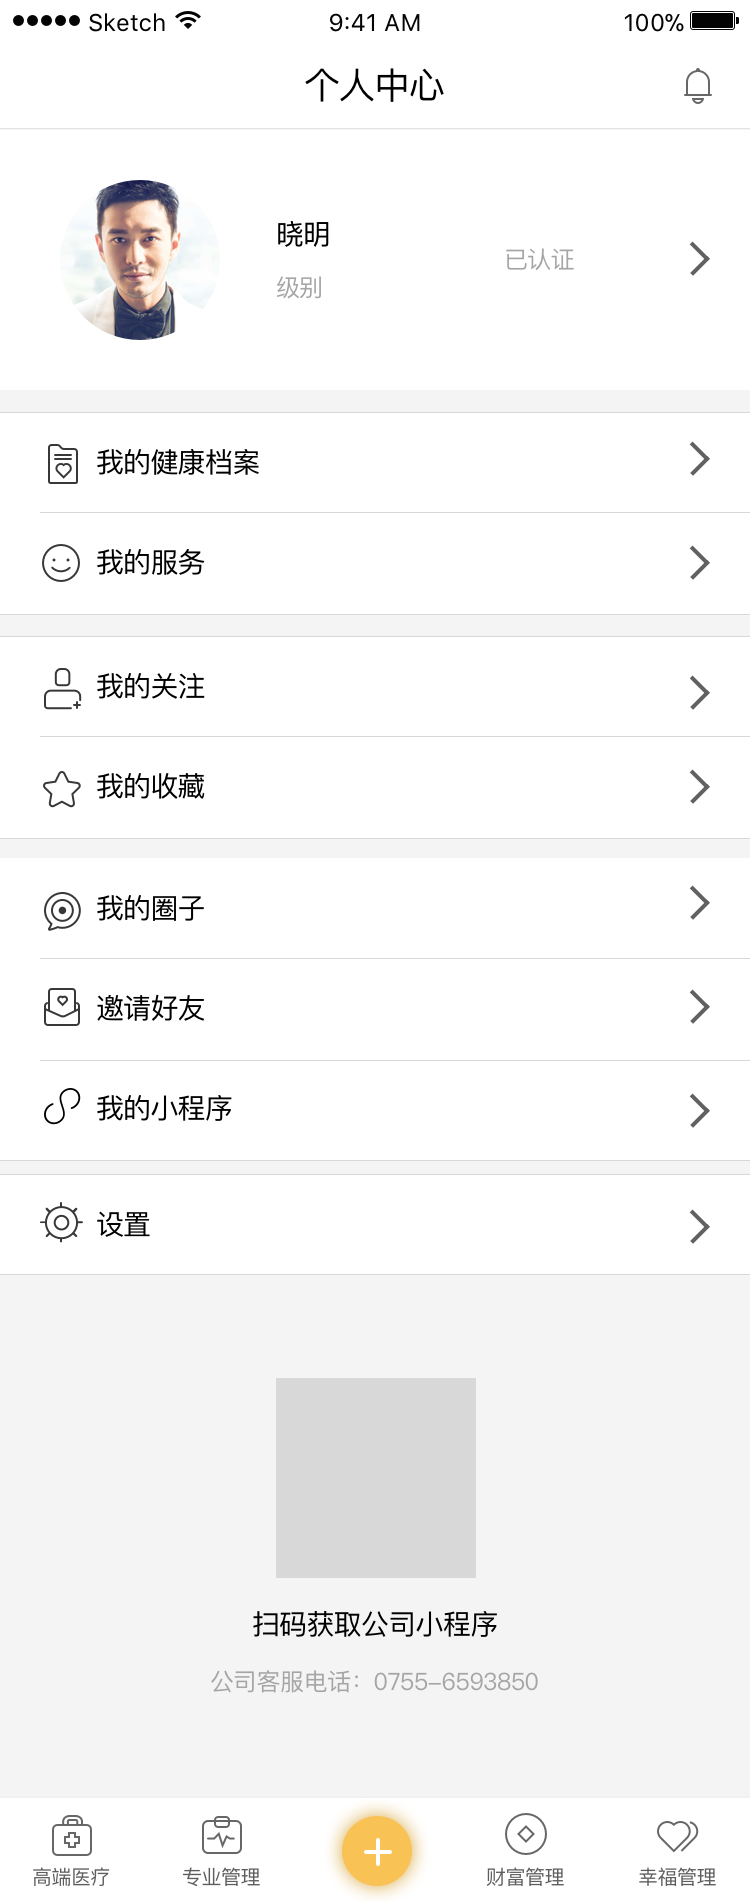 Sketch 9:41 AM 100%
个人中心
晓明
级别
已认证
我的健康档案
我的服务
我的关注
我的收藏
我的圈子
邀请好友
我的小程序
设置
扫码获取公司小程序
公司客服电话：0755-6593850
高端医疗 专业管理 财富管理 幸福管理